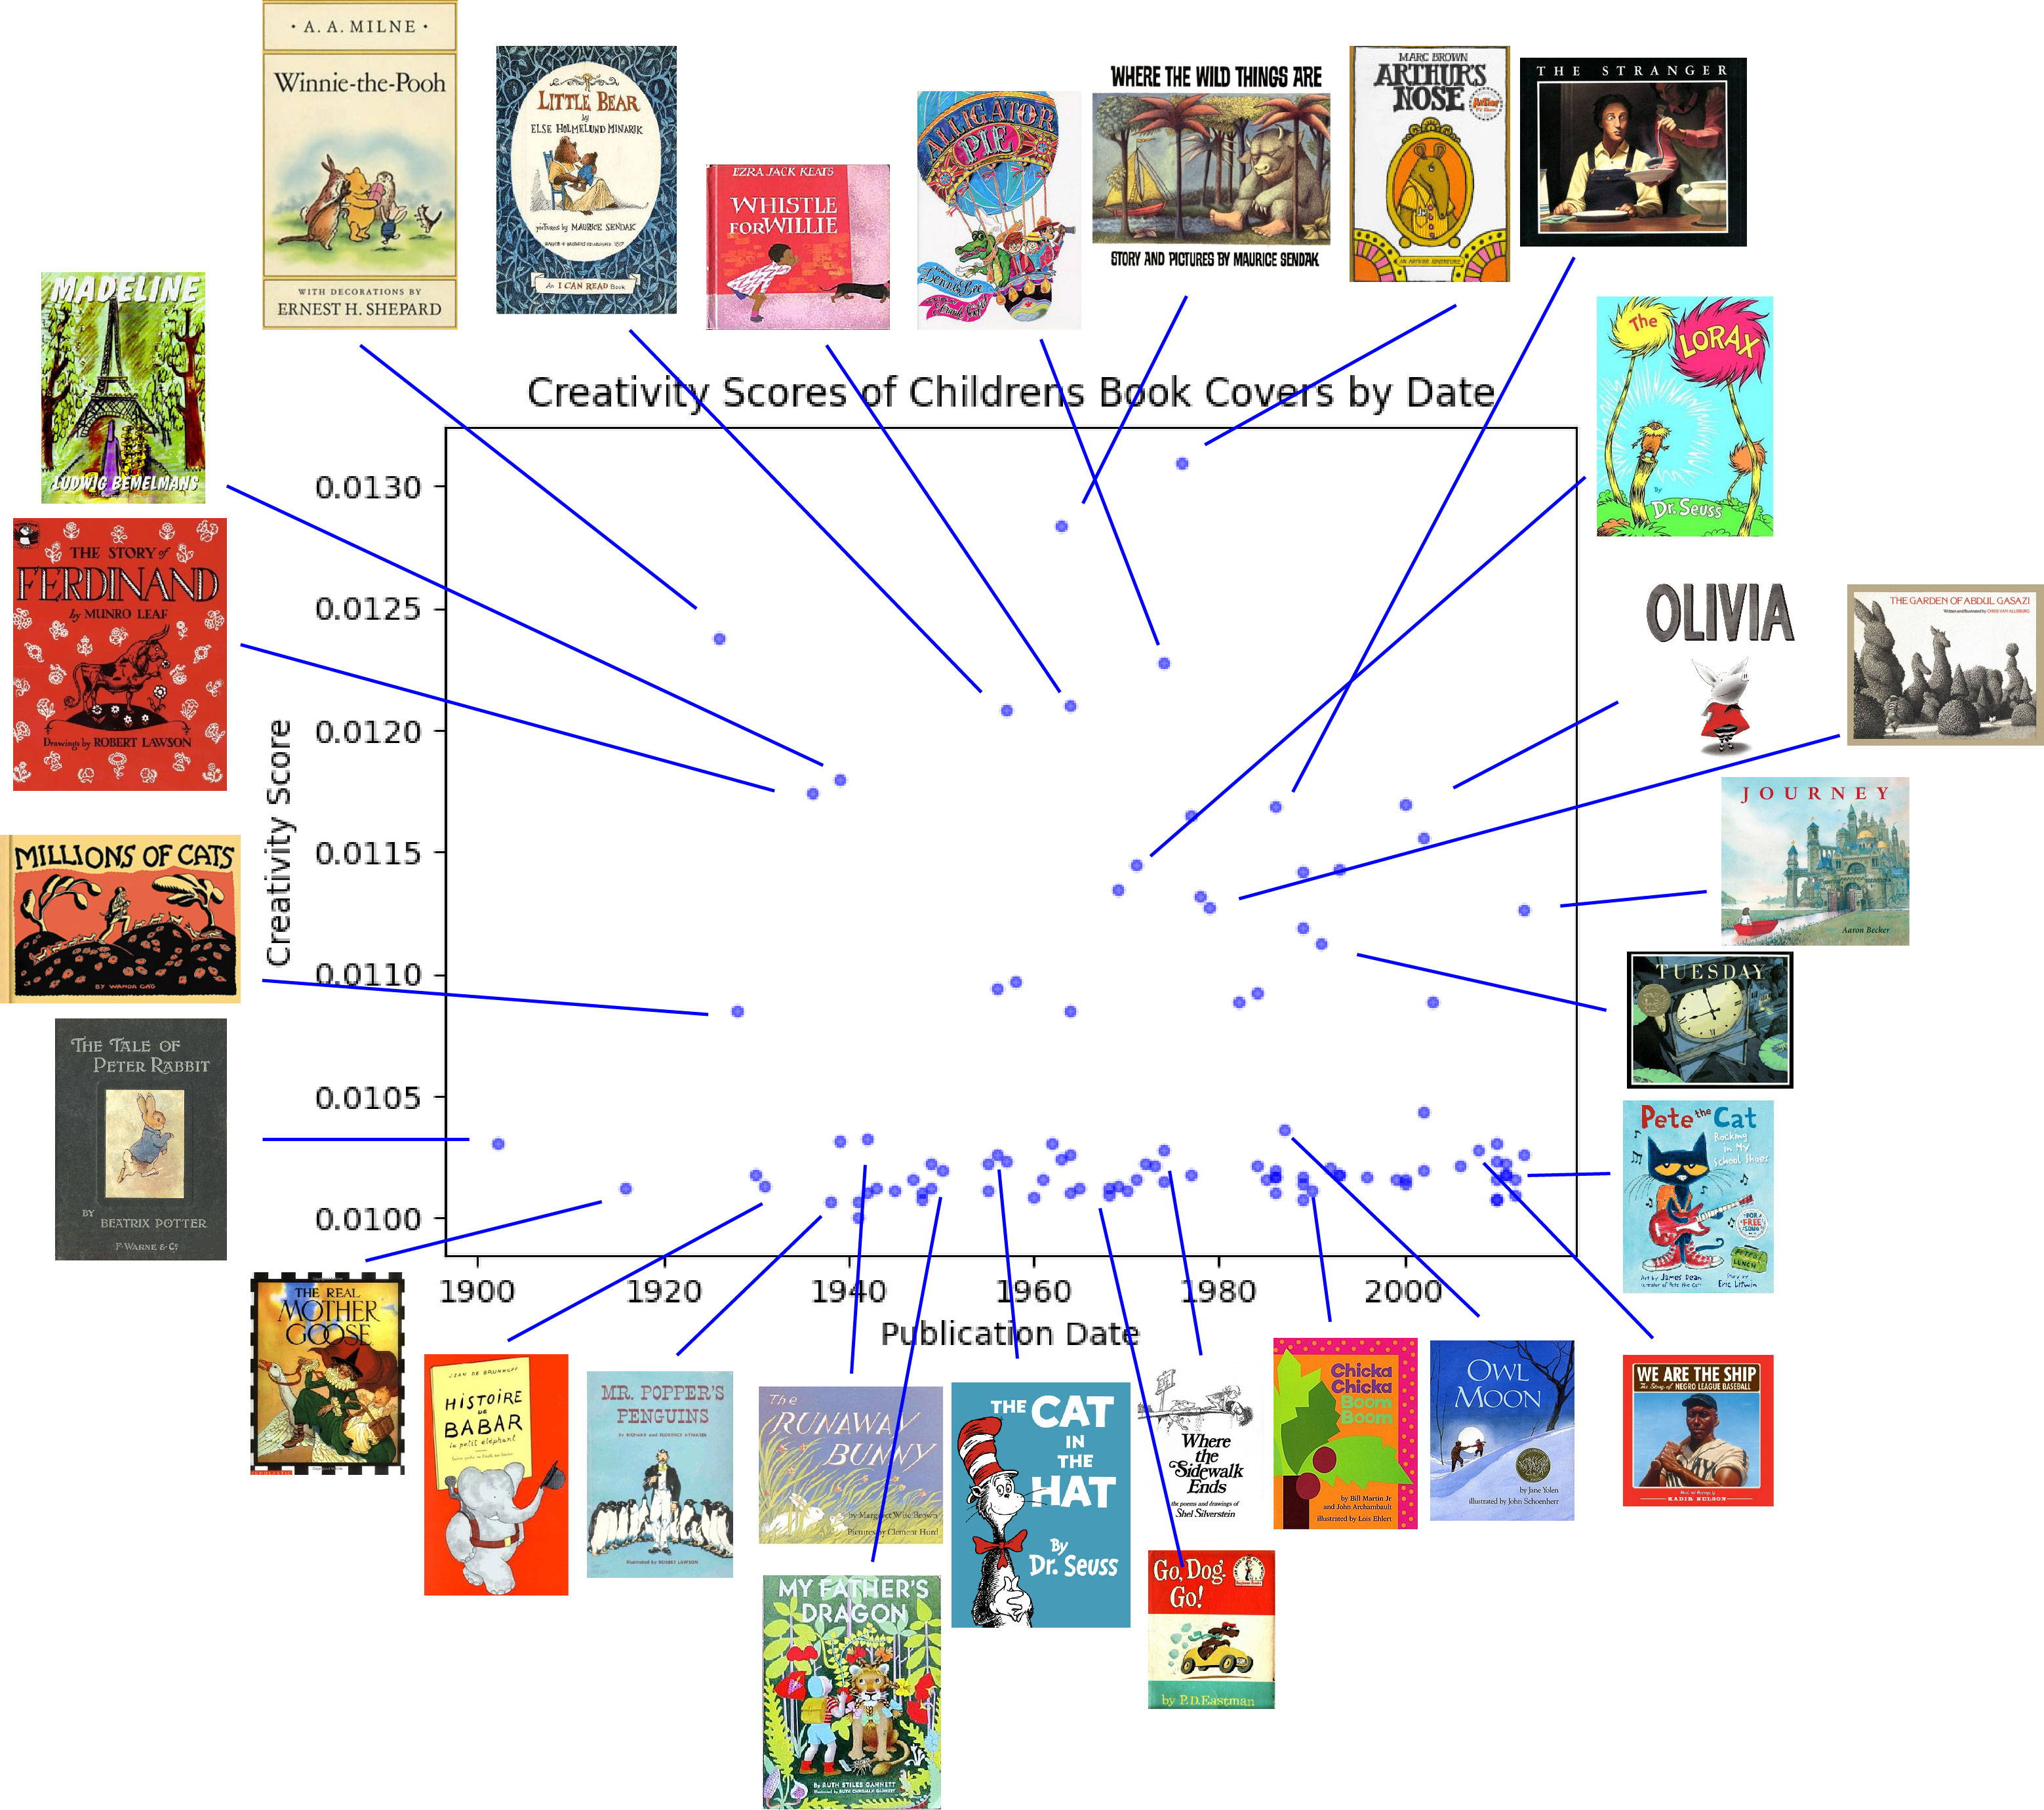 · A. A. MILNE ·
Winnie-the-Pooh
WITH DECORATIONS BY
ERNEST H. SHEPARD
LITTLE BEAR
by
ELSE HOLMELUND MINARIK
pictures by MAURICE SENDAK
An I CAN READ Book
EZRA JACK KEATS
WHISTLE
FOR WILLIE
ALLIGATOR
PIE
Dennis Lee
Frank Newfeld
WHERE THE WILD THINGS ARE
STORY AND PICTURES BY MAURICE SENDAK
MARC BROWN
ARTHUR'S
NOSE
AN ARTHUR ADVENTURE
THE STRANGER
MADELINE
LUDWIG BEMELMANS
The
LORAX
By
Dr. Seuss
THE STORY of
FERDINAND
by MUNRO LEAF
Drawings by ROBERT LAWSON
OLIVIA
THE GARDEN OF ABDUL GASAZI
Written and Illustrated by CHRIS VAN ALLSBURG
JOURNEY
Aaron Becker
MILLIONS OF CATS
BY WANDA GÁG
TUESDAY
THE TALE OF
PETER RABBIT
BY
BEATRIX POTTER
F. WARNE & Co
Pete the Cat
Rocking
in My
School Shoes
FOR A
FREE
SONG
Art by James Dean
Story by
Eric Litwin
Creativity Scores of Childrens Book Covers by Date
Creativity Score
0.0130
0.0125
0.0120
0.0115
0.0110
0.0105
0.0100
1900
1920
1940
1960
1980
2000
Publication Date
THE REAL
MOTHER
GOOSE
SCHOLASTIC
JEAN DE BRUNHOFF
HISTOIRE
DE
BABAR
le petit elephant
MR. POPPER'S
PENGUINS
by RICHARD and FLORENCE ATWATER
Illustrated by ROBERT LAWSON
The
RUNAWAY
BUNNY
by Margaret Wise Brown
Pictures by Clement Hurd
THE CAT
IN
THE
HAT
By
Dr. Seuss
Where
the
Sidewalk
Ends
the poems and drawings of
Shel Silverstein
Chicka
Chicka
Boom
Boom
by Bill Martin Jr
and John Archambault
illustrated by Lois Ehlert
OWL
MOON
by Jane Yolen
illustrated by John Schoenherr
WE ARE THE SHIP
The Story of NEGRO LEAGUE BASEBALL
KADIR NELSON
MY FATHER'S
DRAGON
By RUTH STILES GANNETT
Illustrated by RUTH CHRISMAN GANNETT
Go, Dog.
Go!
by P.D. Eastman